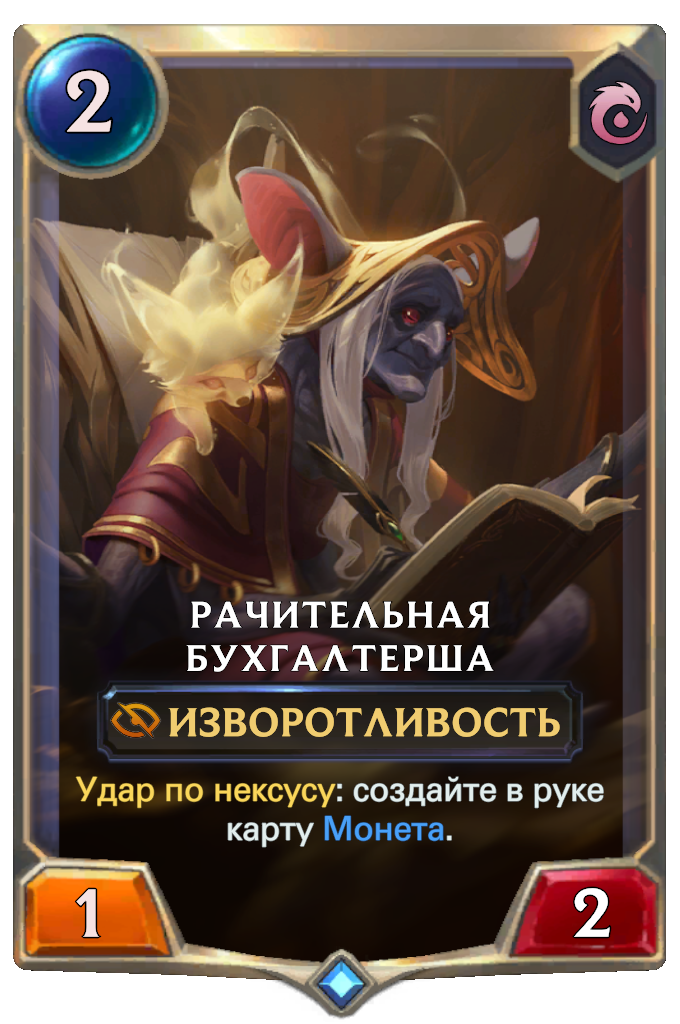 2
РАЧИТЕЛЬНАЯ
БУХГАЛТЕРША
ИЗВОРОТЛИВОСТЬ
Удар по нексусу: создайте в руке
карту Монета.
1
2